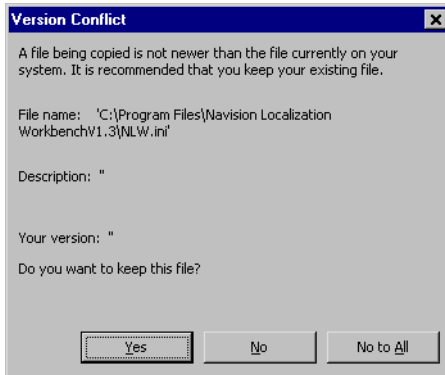 Version Conflict
A file being copied is not newer than the file currently on your
system. It is recommended that you keep your existing file.
File name: 'C:\Program Files\Navision Localization
WorkbenchV1.3\NLW.ini'
Description: ''
Your version: ''
Do you want to keep this file?
Yes
No
No to All